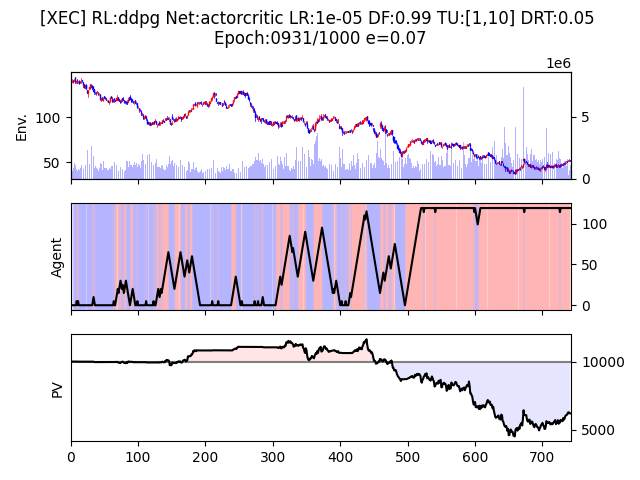 [XEC] RL:ddpg Net:actorcritic LR:1e-05 DF:0.99 TU:[1,10] DRT:0.05
Epoch:0931/1000 e=0.07
1e6
Env.
100
50
5
0
Agent
100
50
0
PV
10000
5000
0 100 200 300 400 500 600 700